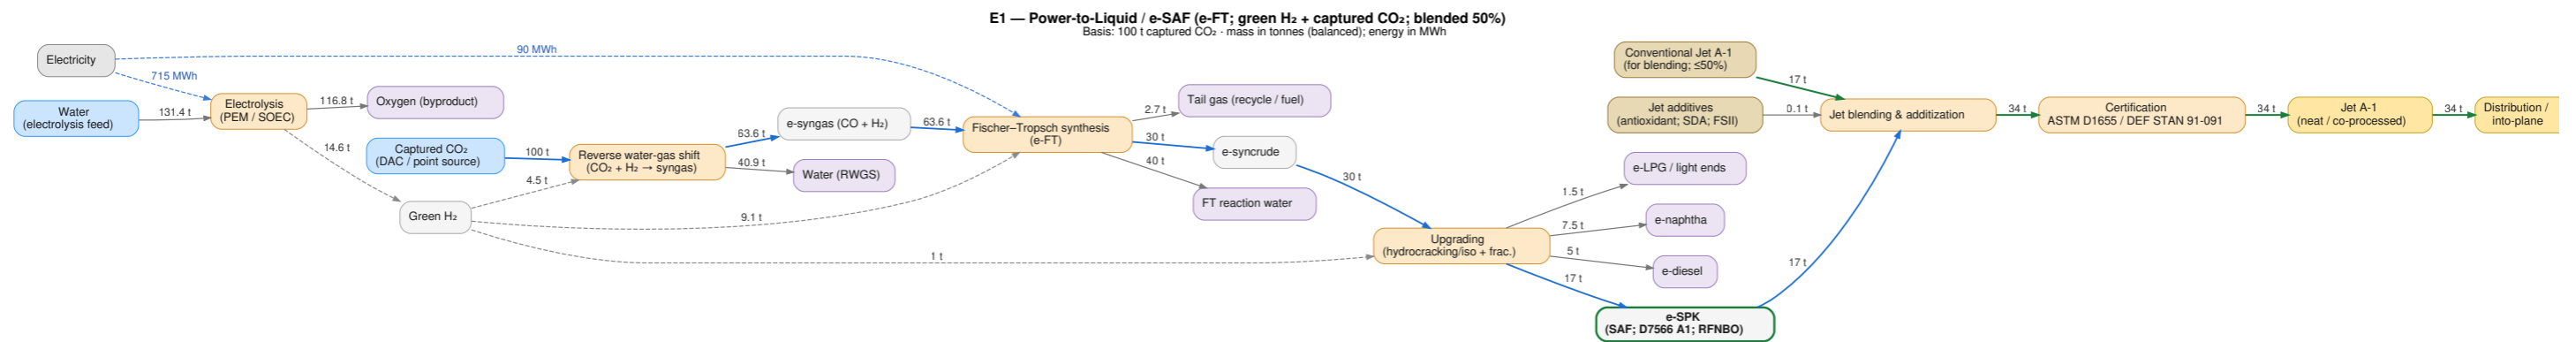 E1 — Power-to-Liquid / e-SAF (e-FT; green H₂ + captured CO₂; blended 50%)
Basis: 100 t captured CO₂ · mass in tonnes (balanced); energy in MWh
Electricity
90 MWh
715 MWh
Water
(electrolysis feed)
131.4 t
Electrolysis
(PEM / SOEC)
116.8 t
Oxygen (byproduct)
14.6 t
Captured CO₂
(DAC / point source)
100 t
Green H₂
4.5 t
9.1 t
1 t
Reverse water-gas shift
(CO₂ + H₂ → syngas)
63.6 t
40.9 t
e-syngas (CO + H₂)
Water (RWGS)
63.6 t
Fischer–Tropsch synthesis
(e-FT)
2.7 t
Tail gas (recycle / fuel)
30 t
e-syncrude
40 t
FT reaction water
30 t
Upgrading
(hydrocracking/iso + frac.)
1.5 t
e-LPG / light ends
7.5 t
e-naphtha
5 t
e-diesel
17 t
e-SPK
(SAF; D7566 A1; RFNBO)
17 t
Conventional Jet A-1
(for blending; ≤50%)
17 t
Jet additives
(antioxidant; SDA; FSII)
0.1 t
Jet blending & additization
34 t
Certification
ASTM D1655 / DEF STAN 91-091
34 t
Jet A-1
(neat / co-processed)
34 t
Distribution /
into-plane